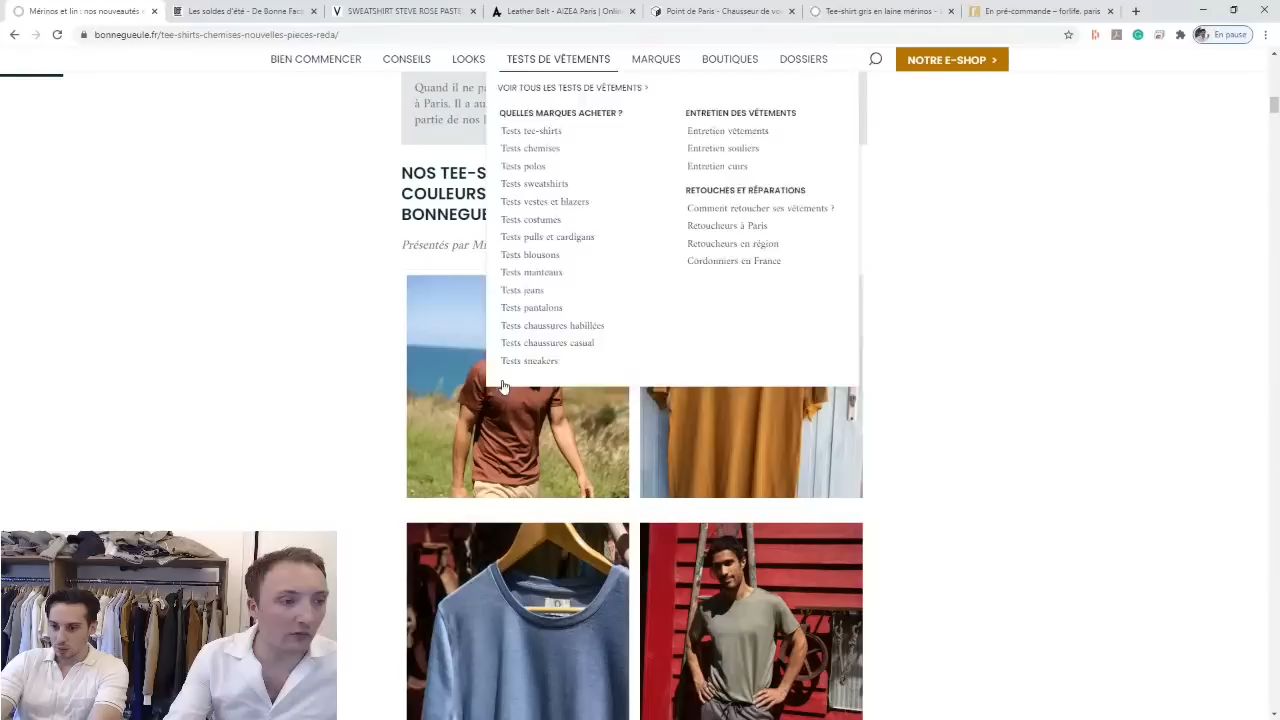 Mérinos et lin : nos nouveautés
Les soldes d'été - De Bonne Fac
SWEATSHIRT STEVE ROSE PASTE
Leather Belt - AIZEA Paris | Onlin
Point de Paris - Chausseur de vo
Tee-shirt gris en laine mérinos -
En pré-commande – forlife, paris
bonnegueule.fr/tee-shirts-chemises-nouvelles-pieces-reda/
En pause
BIEN COMMENCER
CONSEILS
LOOKS
TESTS DE VÊTEMENTS
MARQUES
BOUTIQUES
DOSSIERS
NOTRE E-SHOP >
Quand il ne pa
à Paris. Il a au
partie de nos l
NOS TEE-S
COULEURS
BONNEGUE
Présentés par Mi
VOIR TOUS LES TESTS DE VÊTEMENTS >
QUELLES MARQUES ACHETER ?
Tests tee-shirts
Tests chemises
Tests polos
Tests sweatshirts
Tests vestes et blazers
Tests costumes
Tests pulls et cardigans
Tests blousons
Tests manteaux
Tests jeans
Tests pantalons
Tests chaussures habillées
Tests chaussures casual
Tests sneakers
ENTRETIEN DES VÊTEMENTS
Entretien vêtements
Entretien souliers
Entretien cuirs
RETOUCHES ET RÉPARATIONS
Comment retoucher ses vêtements ?
Retoucheurs à Paris
Retoucheurs en région
Cordonniers en France